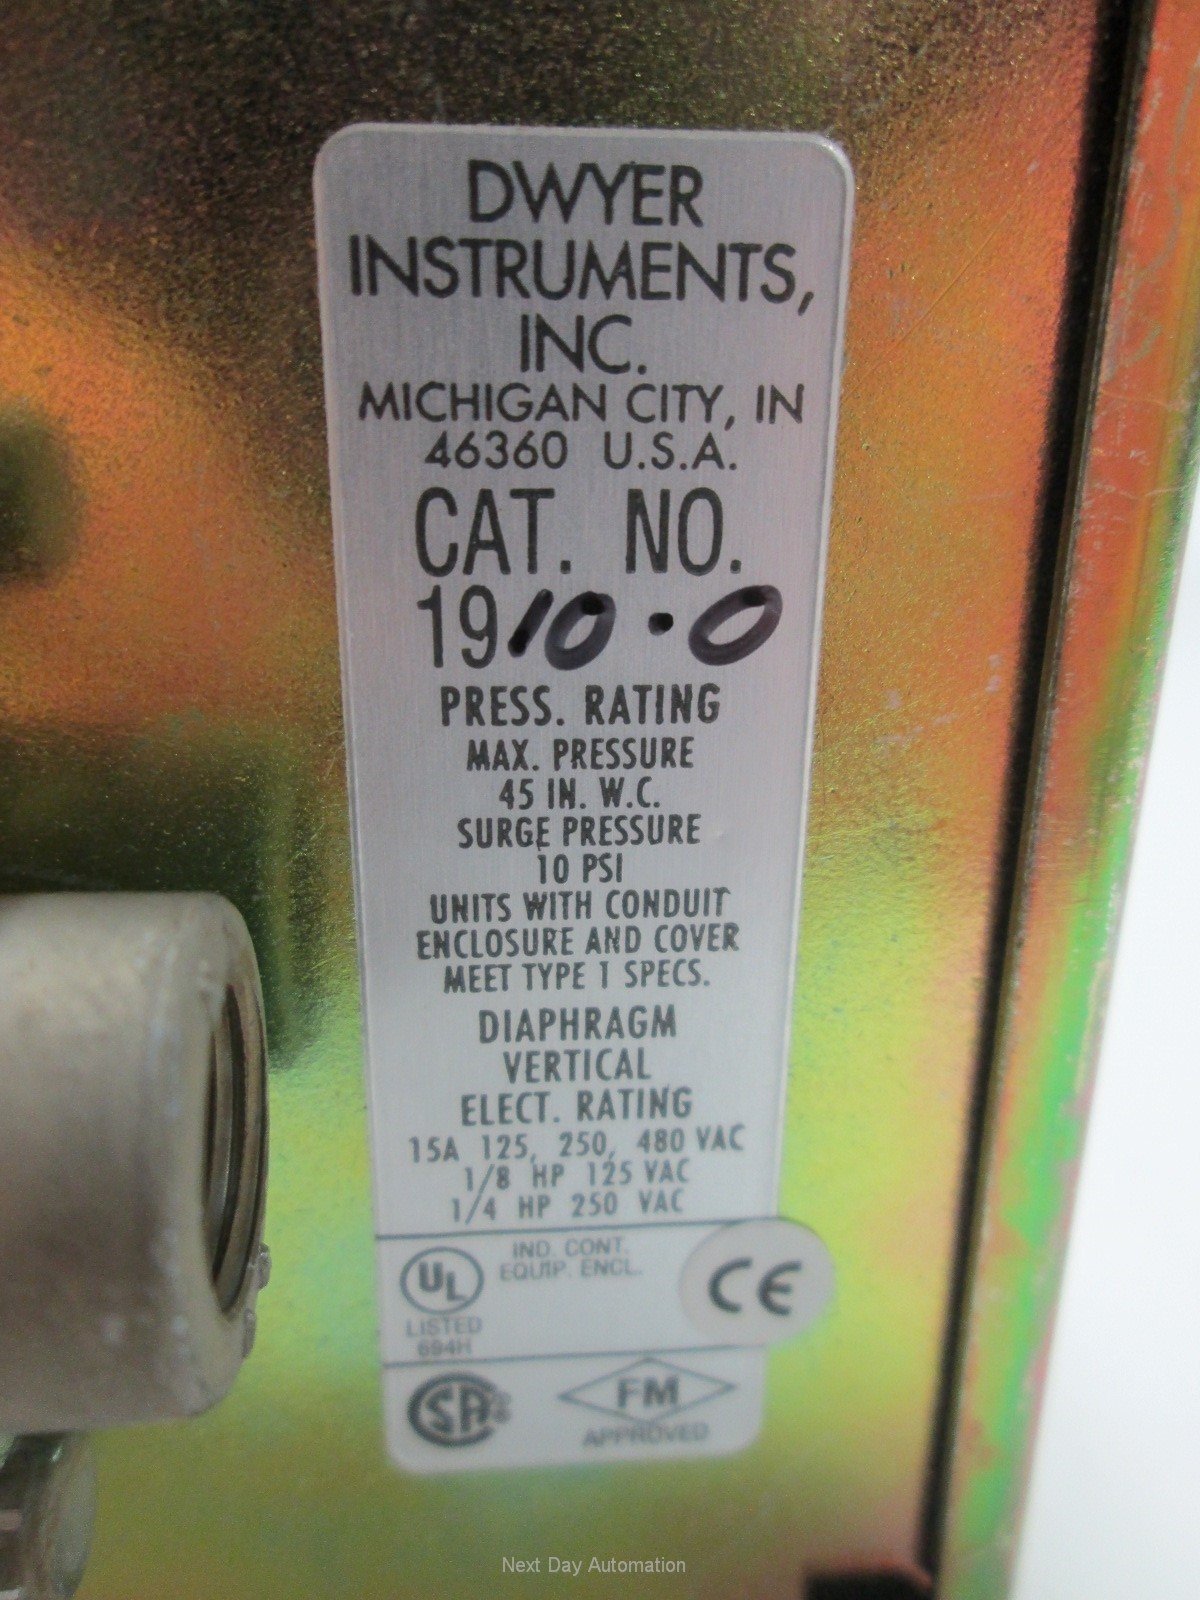 DWYER
INSTRUMENTS,
INC.
MICHIGAN CITY, IN
46360 U.S.A.
CAT. NO.
1910.0
PRESS. RATING
MAX. PRESSURE
45 IN. W.C.
SURGE PRESSURE
10 PSI
UNITS WITH CONDUIT
ENCLOSURE AND COVER
MEET TYPE 1 SPECS.
DIAPHRAGM
VERTICAL
ELECT. RATING
15A 125, 250, 480 VAC
1/8 HP 125 VAC
1/4 HP 250 VAC
IND. CONT.
EQUIP. ENCL.
UL
CE
LISTED
694H
SA
FM
APPROVED
Next Day Automation